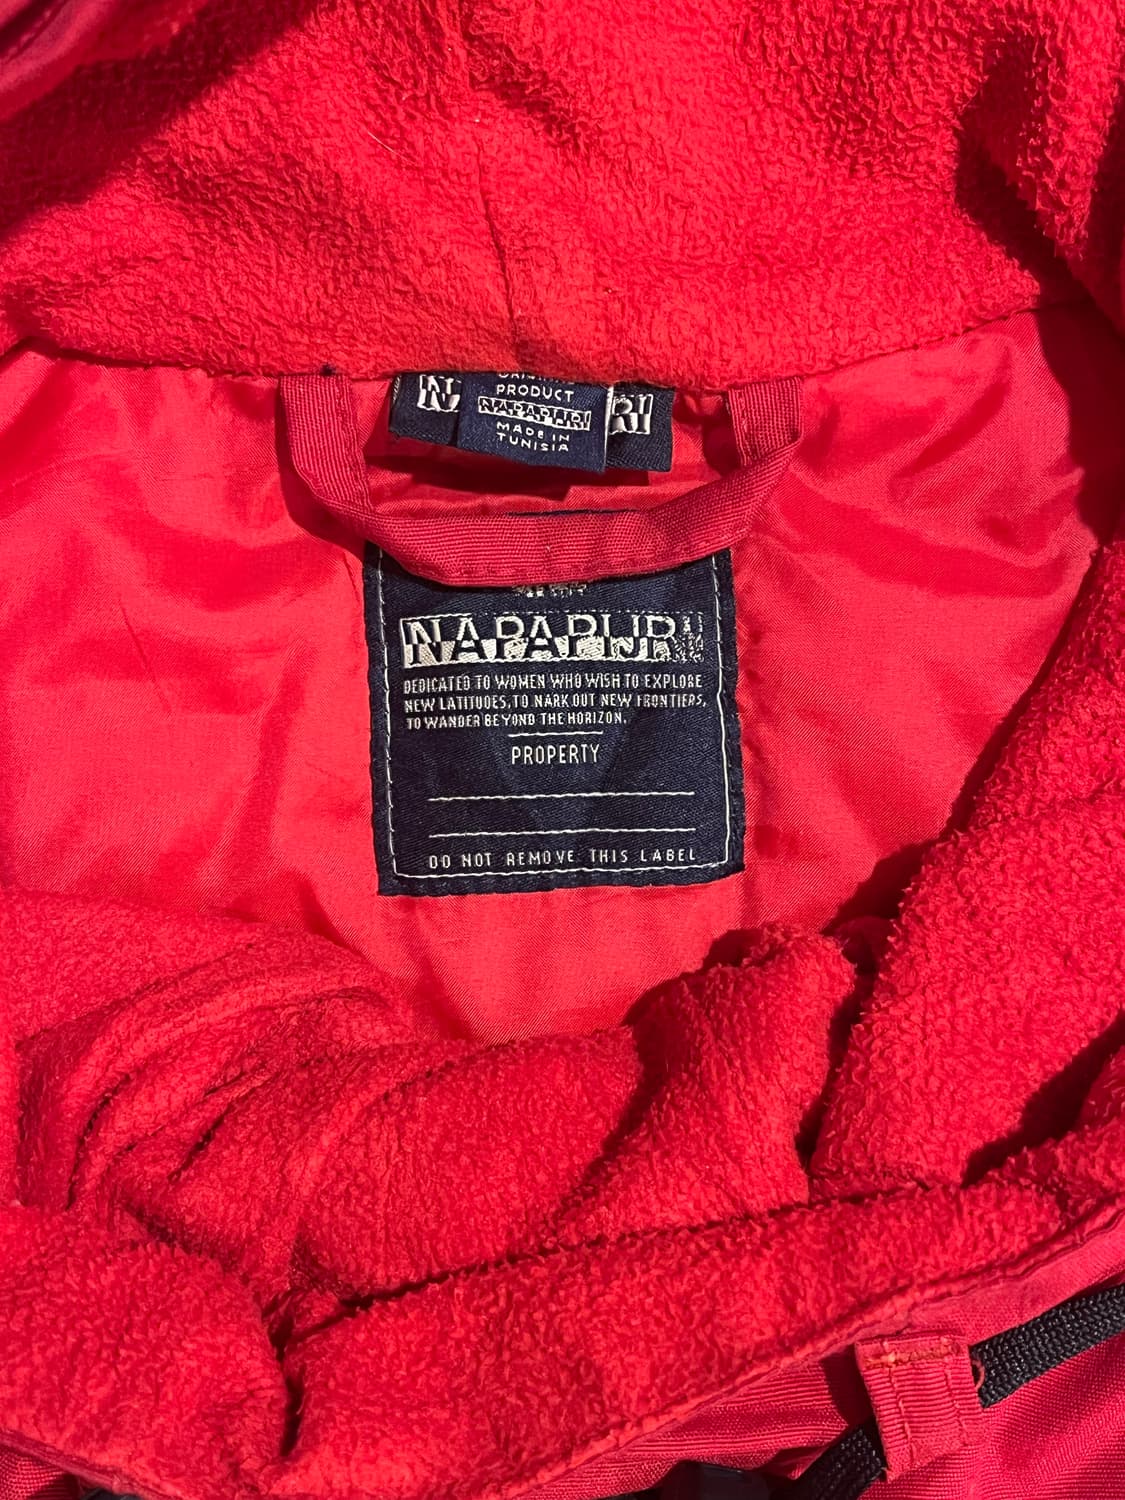 PRODUCT
NAPAPIJRI
MADE IN
TUNISIA
N
RI
NAPAPIJRI
DEDICATED TO WOMEN WHO WISH TO EXPLORE
NEW LATITUDES, TO NARK OUT NEW FRONTIERS,
TO WANDER BEYOND THE HORIZON.
PROPERTY
DO NOT REMOVE THIS LABEL